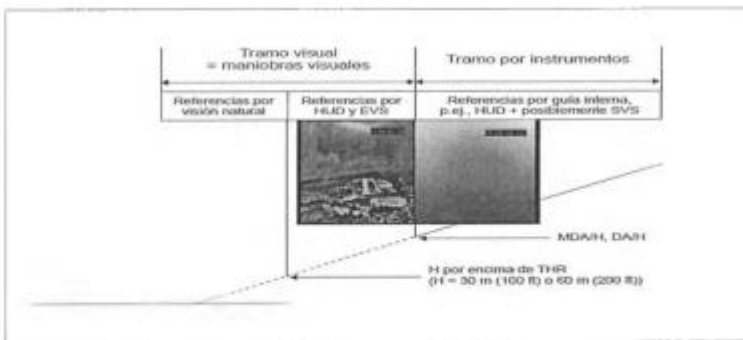 Tramo visual
= maniobras visuales
Tramo por instrumentos
Referencias por
visión natural
Referencias por
HUD y EVS
Referencias por guía interna,
p.ej., HUD + posiblemente SVS
MDA/H, DA/H
H por encima de THR
(H = 30 m (100 ft) o 60 m (200 ft))